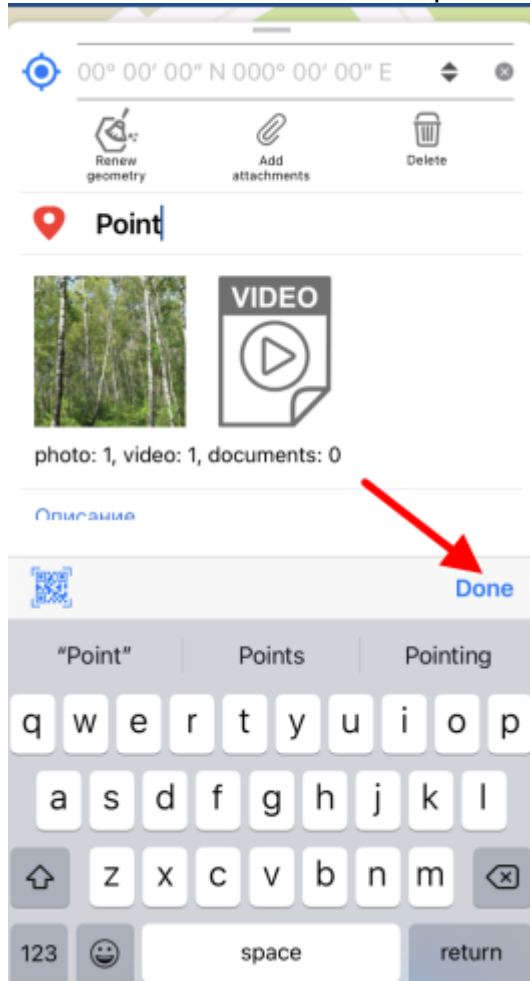 00° 00′ 00″ N 000° 00′ 00″ E
Renew geometry
Add attachments
Delete
Point
VIDEO
photo: 1, video: 1, documents: 0
Описание
Done
“Point”
Points
Pointing
q w e r t y u i o p
a s d f g h j k l
z x c v b n m
123
space
return